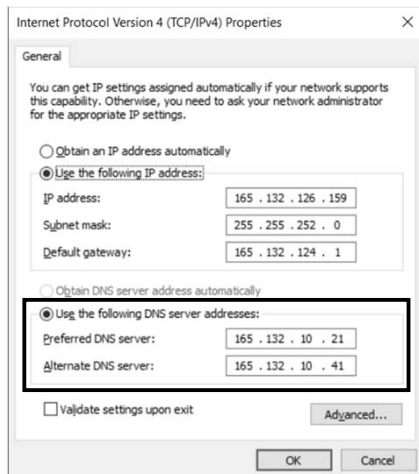 Internet Protocol Version 4 (TCP/IPv4) Properties
General
You can get IP settings assigned automatically if your network supports
this capability. Otherwise, you need to ask your network administrator
for the appropriate IP settings.
Obtain an IP address automatically
Use the following IP address:
IP address: 165 . 132 . 126 . 159
Subnet mask: 255 . 255 . 252 . 0
Default gateway: 165 . 132 . 124 . 1
Obtain DNS server address automatically
Use the following DNS server addresses:
Preferred DNS server: 165 . 132 . 10 . 21
Alternate DNS server: 165 . 132 . 10 . 41
Validate settings upon exit
Advanced...
OK Cancel